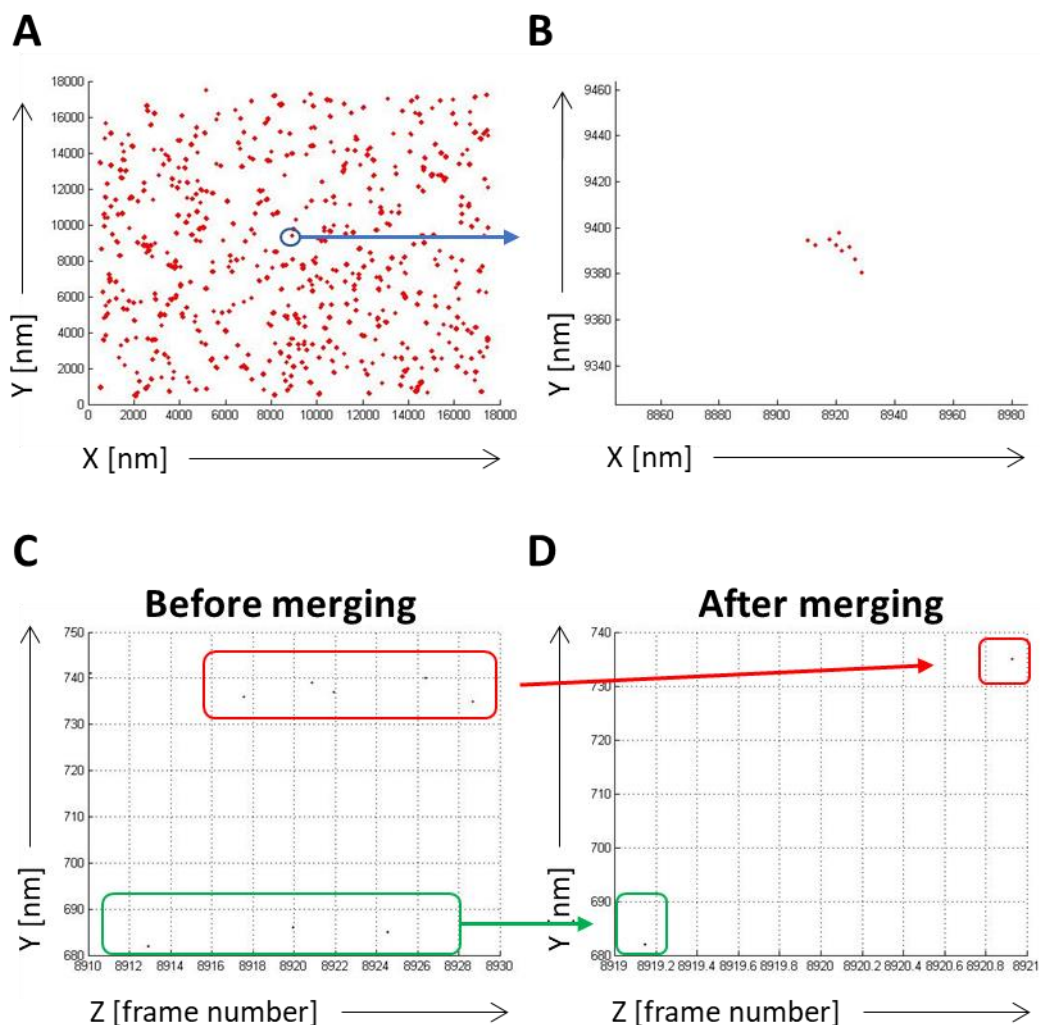 A
18000
16000
14000
12000
10000
8000
6000
4000
2000
0
0 2000 4000 6000 8000 10000 12000 14000 16000 18000
Y [nm]
X [nm]
B
9460
9440
9420
9400
9380
9360
9340
8860 8880 8900 8920 8940 8960 8980
Y [nm]
X [nm]
C
Before merging
750
740
730
720
710
700
690
680
8910 8912 8914 8916 8918 8920 8922 8924 8926 8928 8930
Y [nm]
Z [frame number]
D
After merging
740
730
720
710
700
690
680
8919 8919.2 8919.4 8919.6 8919.8 8920 8920.2 8920.4 8920.6 8920.8 8921
Y [nm]
Z [frame number]